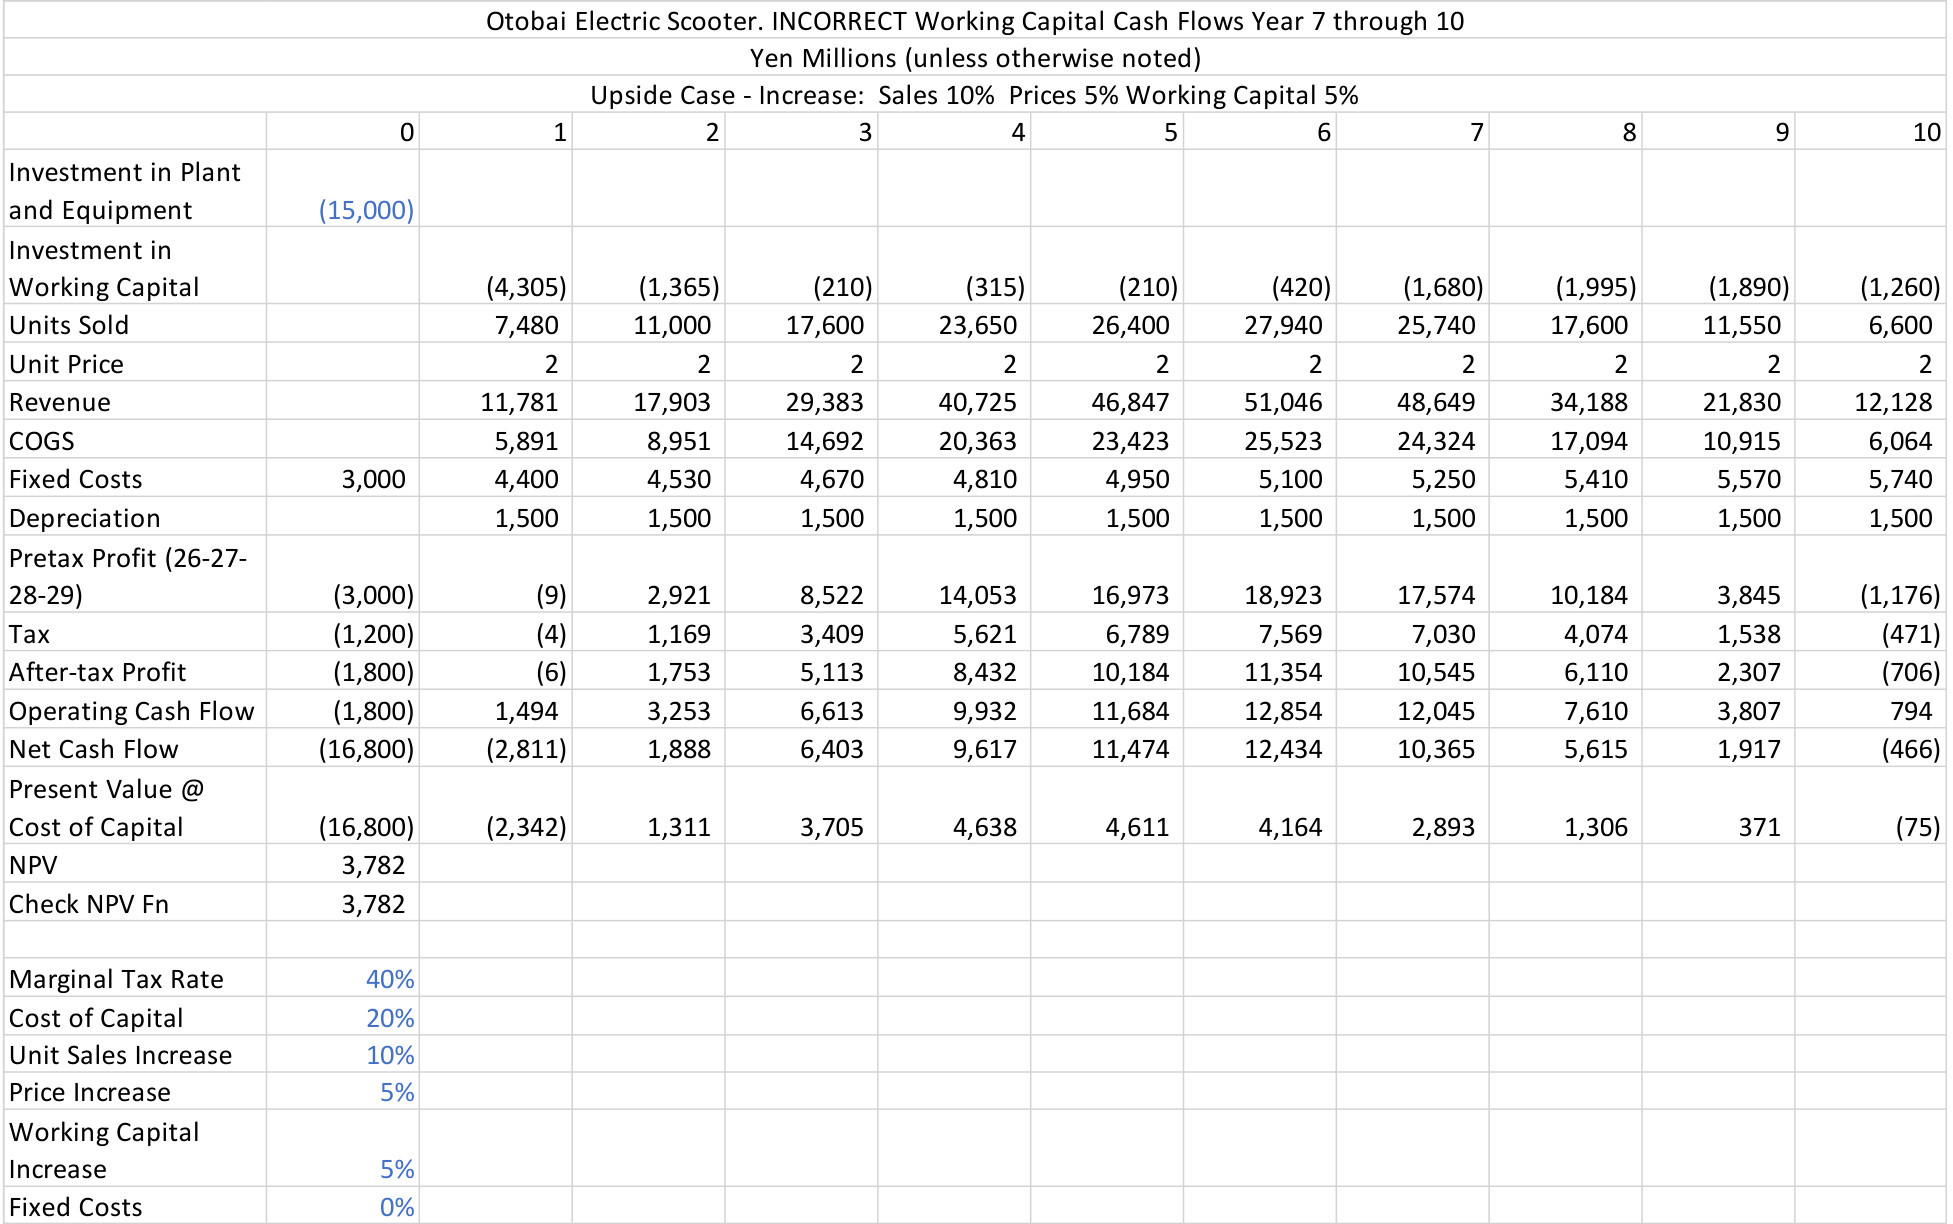 Otobai Electric Scooter. INCORRECT Working Capital Cash Flows Year 7 through 10
Yen Millions (unless otherwise noted)
Upside Case - Increase:  Sales 10%  Prices 5% Working Capital 5%
0 1 2 3 4 5 6 7 8 9 10
Investment in Plant
and Equipment (15,000)
Investment in
Working Capital (4,305) (1,365) (210) (315) (210) (420) (1,680) (1,995) (1,890) (1,260)
Units Sold 7,480 11,000 17,600 23,650 26,400 27,940 25,740 17,600 11,550 6,600
Unit Price 2 2 2 2 2 2 2 2 2 2
Revenue 11,781 17,903 29,383 40,725 46,847 51,046 48,649 34,188 21,830 12,128
COGS 5,891 8,951 14,692 20,363 23,423 25,523 24,324 17,094 10,915 6,064
Fixed Costs 3,000 4,400 4,530 4,670 4,810 4,950 5,100 5,250 5,410 5,570 5,740
Depreciation 1,500 1,500 1,500 1,500 1,500 1,500 1,500 1,500 1,500 1,500
Pretax Profit (26-27-
28-29) (3,000) (9) 2,921 8,522 14,053 16,973 18,923 17,574 10,184 3,845 (1,176)
Tax (1,200) (4) 1,169 3,409 5,621 6,789 7,569 7,030 4,074 1,538 (471)
After-tax Profit (1,800) (6) 1,753 5,113 8,432 10,184 11,354 10,545 6,110 2,307 (706)
Operating Cash Flow (1,800) 1,494 3,253 6,613 9,932 11,684 12,854 12,045 7,610 3,807 794
Net Cash Flow (16,800) (2,811) 1,888 6,403 9,617 11,474 12,434 10,365 5,615 1,917 (466)
Present Value @
Cost of Capital (16,800) (2,342) 1,311 3,705 4,638 4,611 4,164 2,893 1,306 371 (75)
NPV 3,782
Check NPV Fn 3,782
Marginal Tax Rate 40%
Cost of Capital 20%
Unit Sales Increase 10%
Price Increase 5%
Working Capital
Increase 5%
Fixed Costs 0%